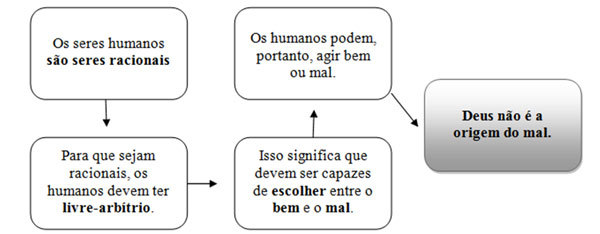 Os seres humanos
são seres racionais
Para que sejam
racionais, os
humanos devem ter
livre-arbítrio.
Isso significa que
devem ser capazes
de escolher entre o
bem e o mal.
Os humanos podem,
portanto, agir bem
ou mal.
Deus não é a
origem do mal.